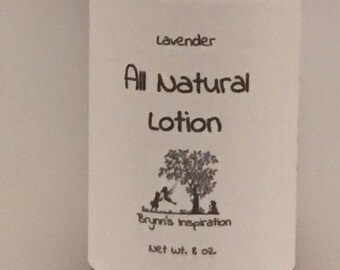 Lavender
All Natural
Lotion
Brynn's Inspiration
Net Wt. 8 oz.